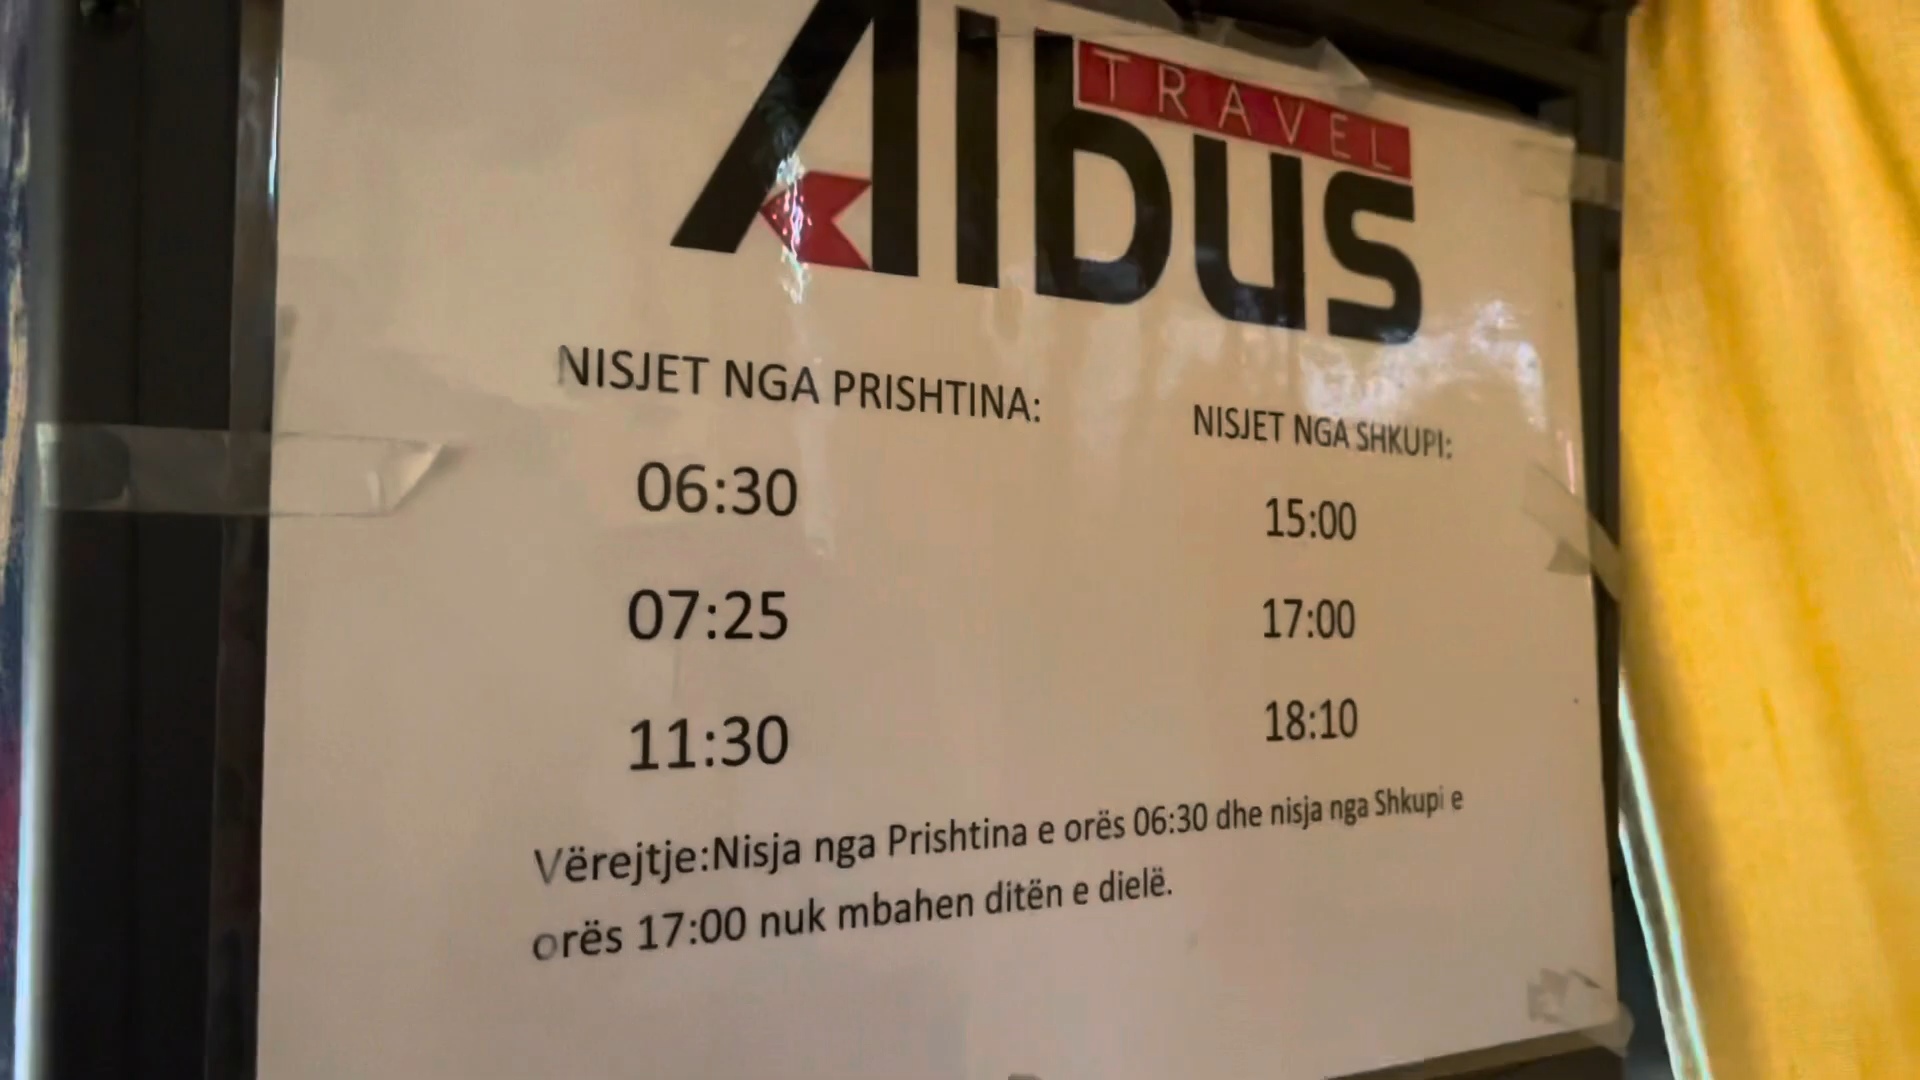 Albus
TRAVEL
NISJET NGA PRISHTINA:
06:30
07:25
11:30
NISJET NGA SHKUPI:
15:00
17:00
18:10
Vërejtje:Nisja nga Prishtina e orës 06:30 dhe nisja nga Shkupi e
orës 17:00 nuk mbahen ditën e dielë.